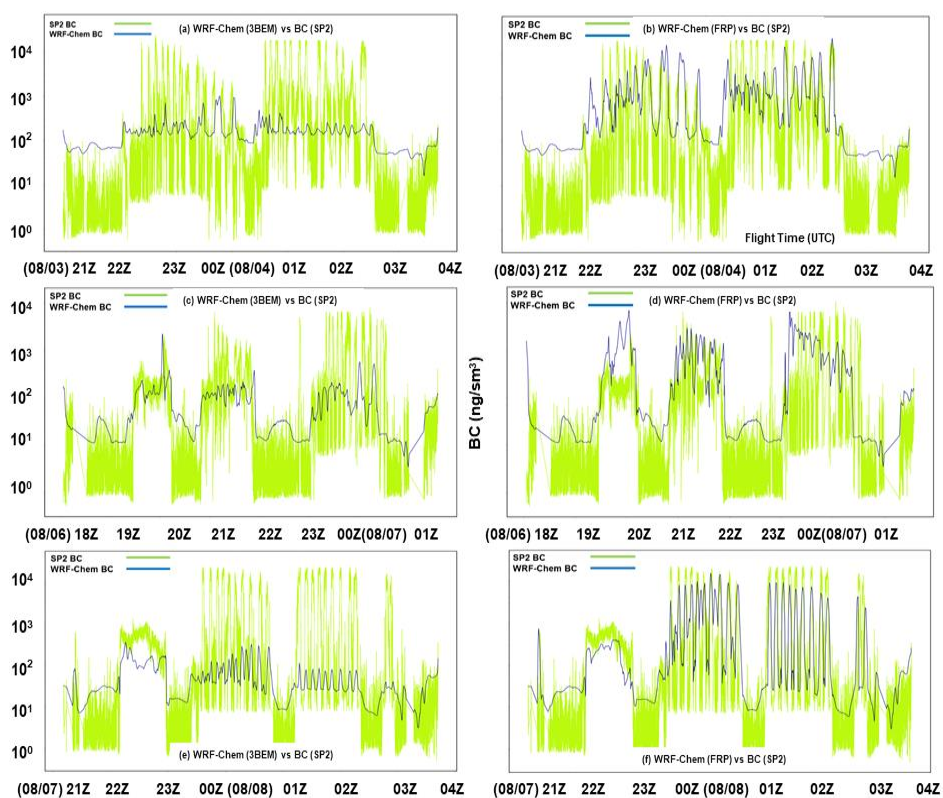 SP2 BC
WRF-Chem BC
(a) WRF-Chem (3BEM) vs BC (SP2)
10⁴
10³
10²
10¹
10⁰
(08/03) 21Z 22Z 23Z 00Z (08/04) 01Z 02Z 03Z 04Z
SP2 BC
WRF-Chem BC
(b) WRF-Chem (FRP) vs BC (SP2)
Flight Time (UTC)
(08/03) 21Z 22Z 23Z 00Z (08/04) 01Z 02Z 03Z 04Z
SP2 BC
WRF-Chem BC
(c) WRF-Chem (3BEM) vs BC (SP2)
10⁴
10³
10²
10¹
10⁰
(08/06) 18Z 19Z 20Z 21Z 22Z 23Z 00Z(08/07) 01Z
SP2 BC
WRF-Chem BC
(d) WRF-Chem (FRP) vs BC (SP2)
BC (ng/sm³)
(08/06) 18Z 19Z 20Z 21Z 22Z 23Z 00Z(08/07) 01Z
SP2 BC
WRF-Chem BC
10⁴
10³
10²
10¹
10⁰
(e) WRF-Chem (3BEM) vs BC (SP2)
(08/07) 21Z 22Z 23Z 00Z (08/08) 01Z 02Z 03Z 04Z
SP2 BC
WRF-Chem BC
(f) WRF-Chem (FRP) vs BC (SP2)
(08/07) 21Z 22Z 23Z 00Z (08/08) 01Z 02Z 03Z 04Z